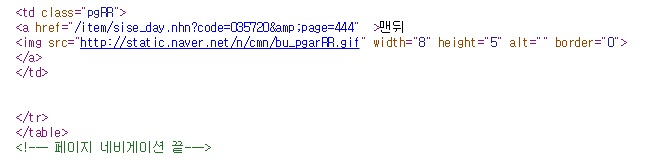 <td class="pgRR">
<a href="/item/sise_day.nhn?code=035720&amp;page=444"  >맨뒤
<img src="http://static.naver.net/n/cmn/bu_pgarRR.gif" width="8" height="5" alt="" border="0">
</a>
</td>
</tr>
</table>
<!--- 페이지 네비게이션 끝--->